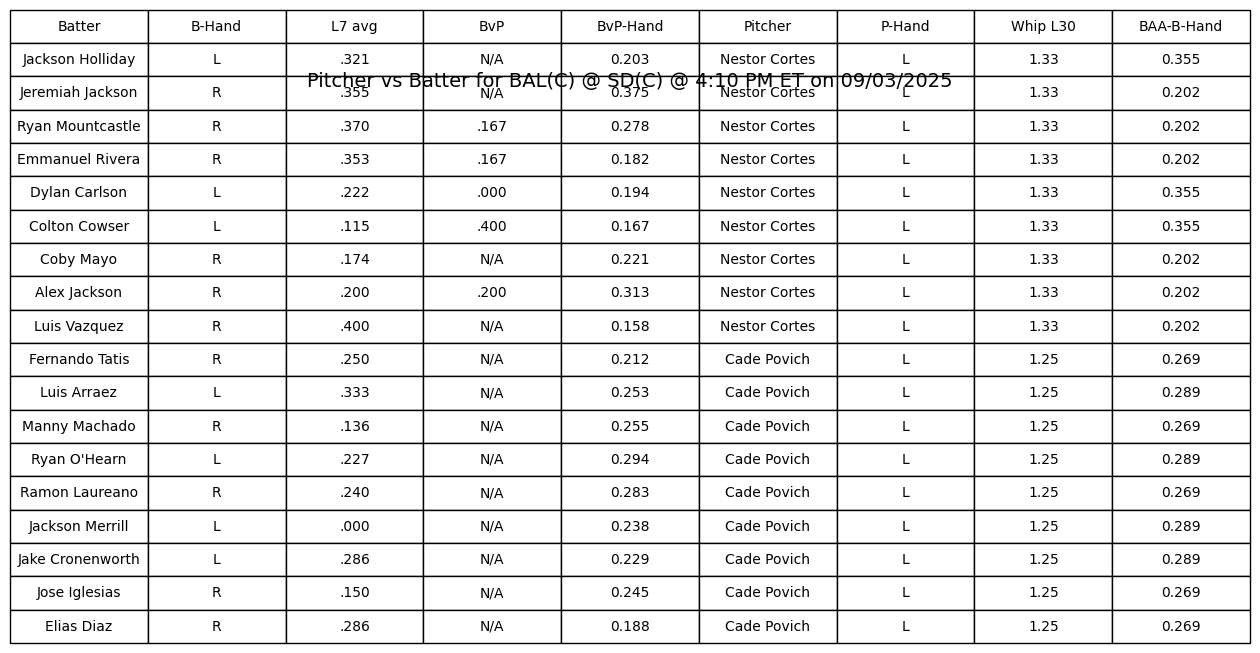 Batter B-Hand L7 avg BvP BvP-Hand Pitcher P-Hand Whip L30 BAA-B-Hand
Jackson Holliday L .321 N/A 0.203 Nestor Cortes L 1.33 0.355
Pitcher vs Batter for BAL(C) @ SD(C) @ 4:10 PM ET on 09/03/2025
Jeremiah Jackson R .355 N/A 0.375 Nestor Cortes L 1.33 0.202
Ryan Mountcastle R .370 .167 0.278 Nestor Cortes L 1.33 0.202
Emmanuel Rivera R .353 .167 0.182 Nestor Cortes L 1.33 0.202
Dylan Carlson L .222 .000 0.194 Nestor Cortes L 1.33 0.355
Colton Cowser L .115 .400 0.167 Nestor Cortes L 1.33 0.355
Coby Mayo R .174 N/A 0.221 Nestor Cortes L 1.33 0.202
Alex Jackson R .200 .200 0.313 Nestor Cortes L 1.33 0.202
Luis Vazquez R .400 N/A 0.158 Nestor Cortes L 1.33 0.202
Fernando Tatis R .250 N/A 0.212 Cade Povich L 1.25 0.269
Luis Arraez L .333 N/A 0.253 Cade Povich L 1.25 0.289
Manny Machado R .136 N/A 0.255 Cade Povich L 1.25 0.269
Ryan O'Hearn L .227 N/A 0.294 Cade Povich L 1.25 0.289
Ramon Laureano R .240 N/A 0.283 Cade Povich L 1.25 0.269
Jackson Merrill L .000 N/A 0.238 Cade Povich L 1.25 0.289
Jake Cronenworth L .286 N/A 0.229 Cade Povich L 1.25 0.289
Jose Iglesias R .150 N/A 0.245 Cade Povich L 1.25 0.269
Elias Diaz R .286 N/A 0.188 Cade Povich L 1.25 0.269